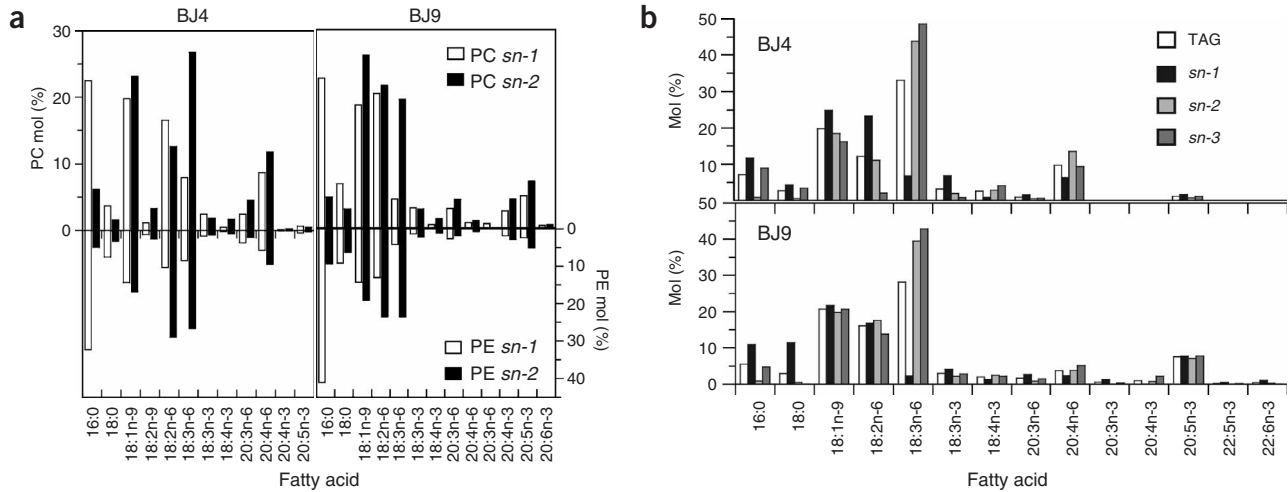 a
BJ4
BJ9
PC mol (%)
30
20
10
0
PC sn-1
PC sn-2
0
10
20
30
40
PE mol (%)
PE sn-1
PE sn-2
16:0
18:0
18:1n-9
18:2n-9
18:2n-6
18:3n-6
18:3n-3
18:4n-3
20:3n-6
20:4n-6
20:4n-3
20:5n-3
16:0
18:0
18:1n-9
18:2n-6
18:3n-6
18:3n-3
18:4n-3
20:3n-6
20:4n-6
20:3n-3
20:4n-3
20:5n-3
20:6n-3
Fatty acid
b
BJ4
Mol (%)
50
40
30
20
10
TAG
sn-1
sn-2
sn-3
BJ9
Mol (%)
50
40
30
20
10
0
16:0
18:0
18:1n-9
18:2n-6
18:3n-6
18:3n-3
18:4n-3
20:3n-6
20:4n-6
20:3n-3
20:4n-3
20:5n-3
22:5n-3
22:6n-3
Fatty acid